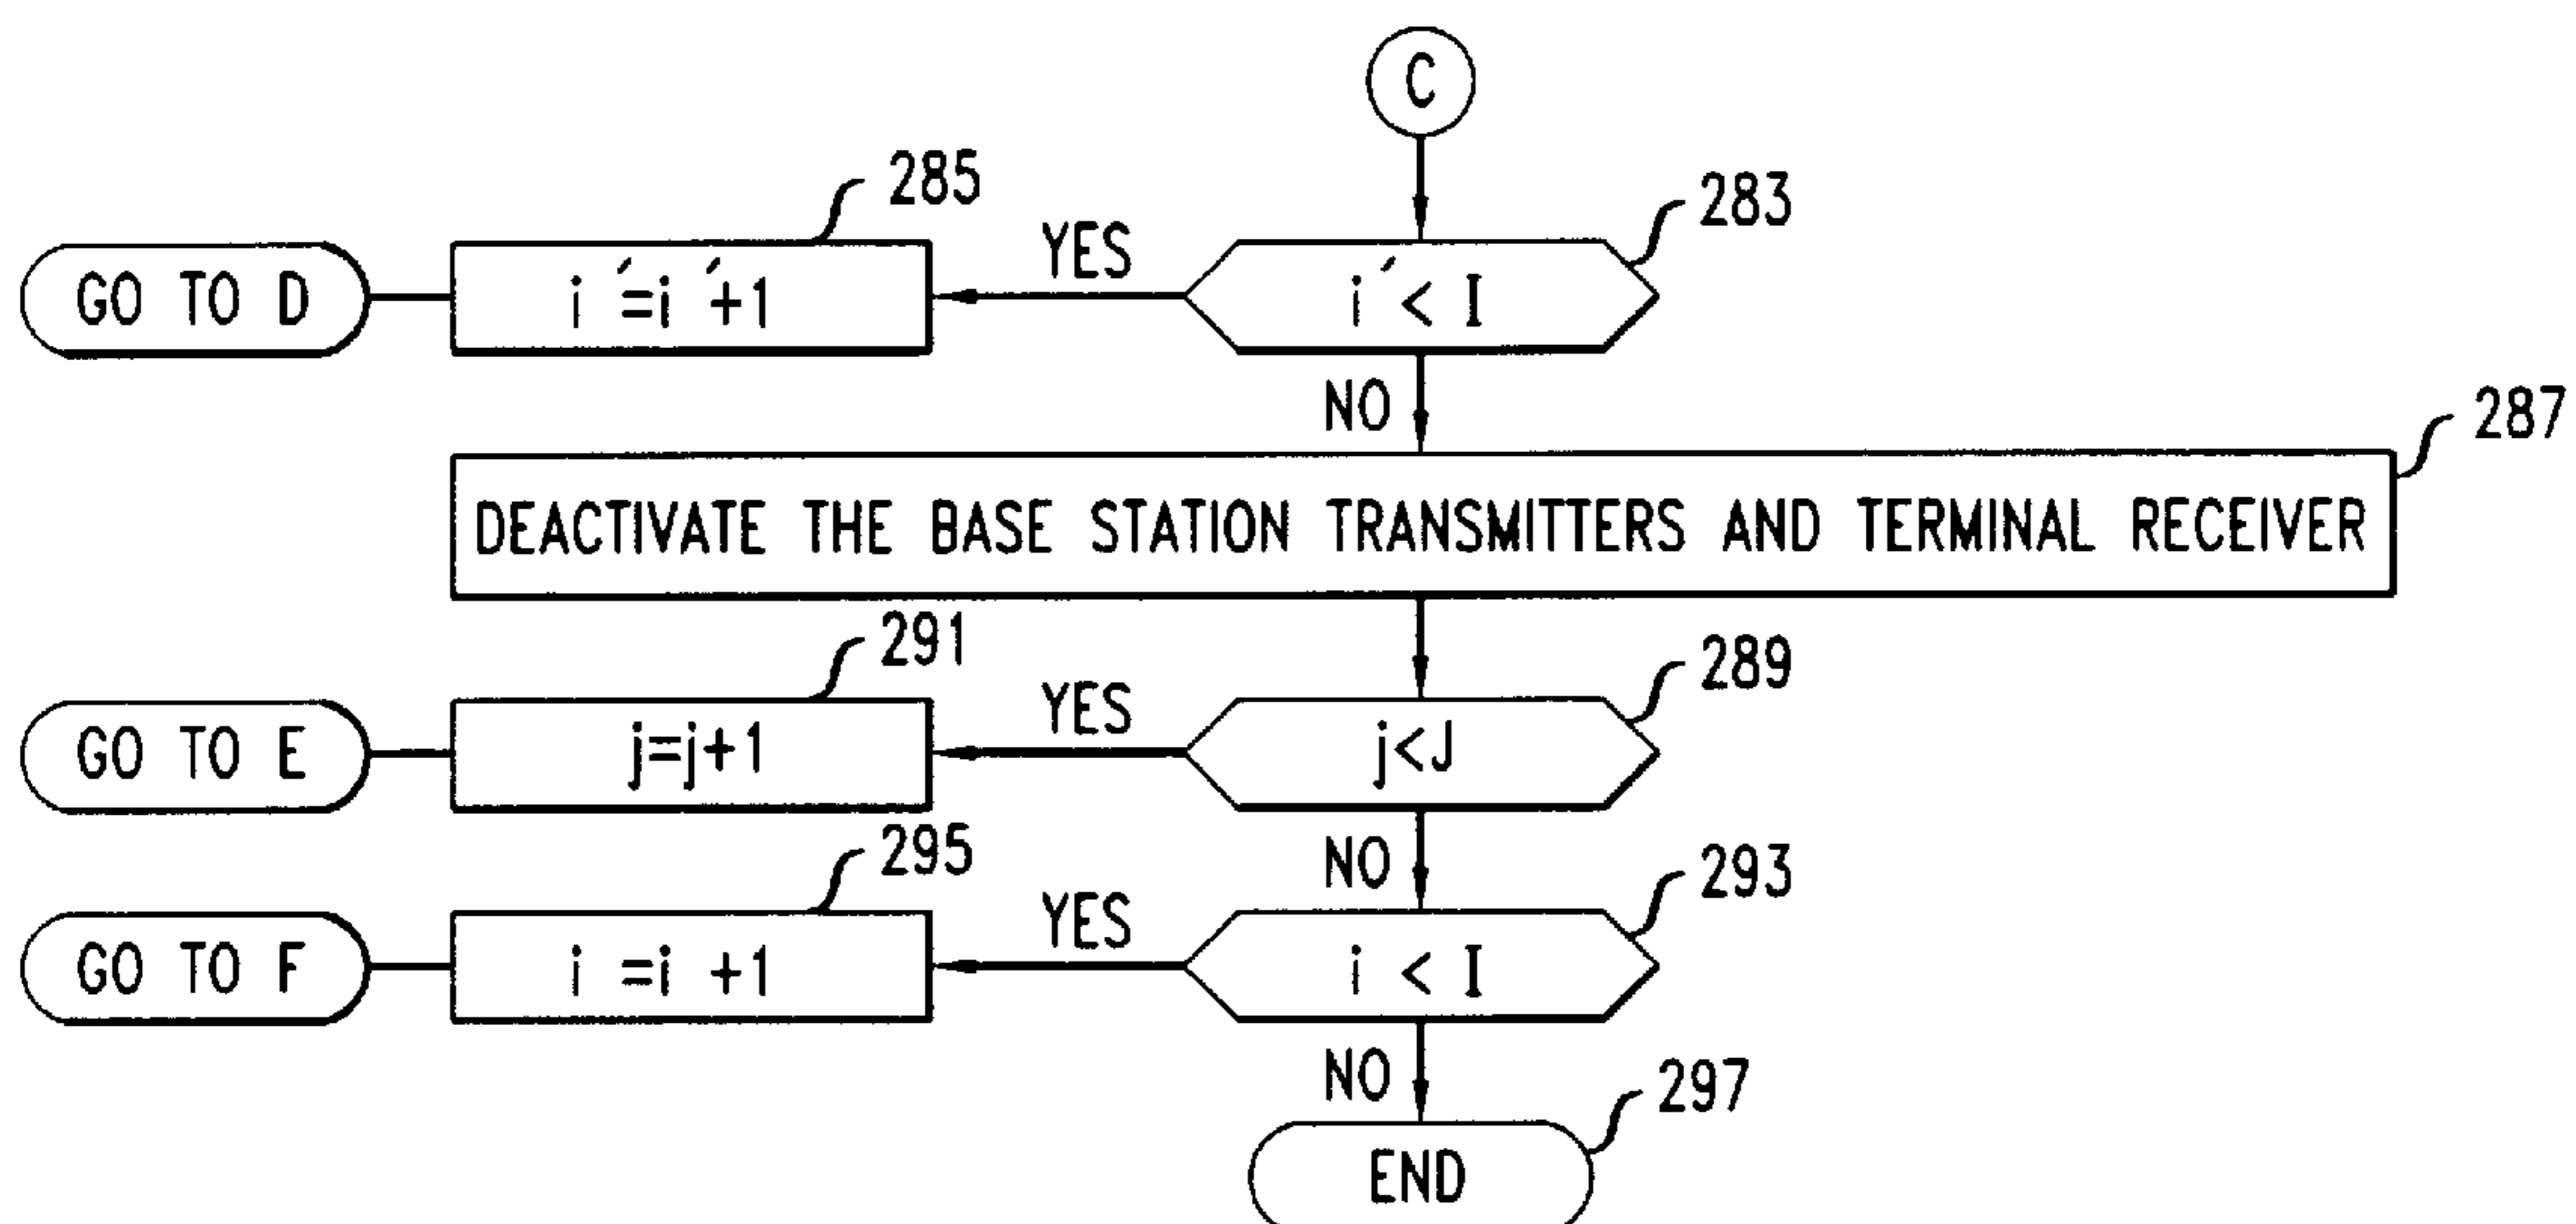 C
285
283
GO TO D
i´=i´+1
YES
i´< I
NO
287
DEACTIVATE THE BASE STATION TRANSMITTERS AND TERMINAL RECEIVER
291
289
GO TO E
j=j+1
YES
j<J
NO
295
293
GO TO F
i =i +1
YES
i < I
NO
297
END